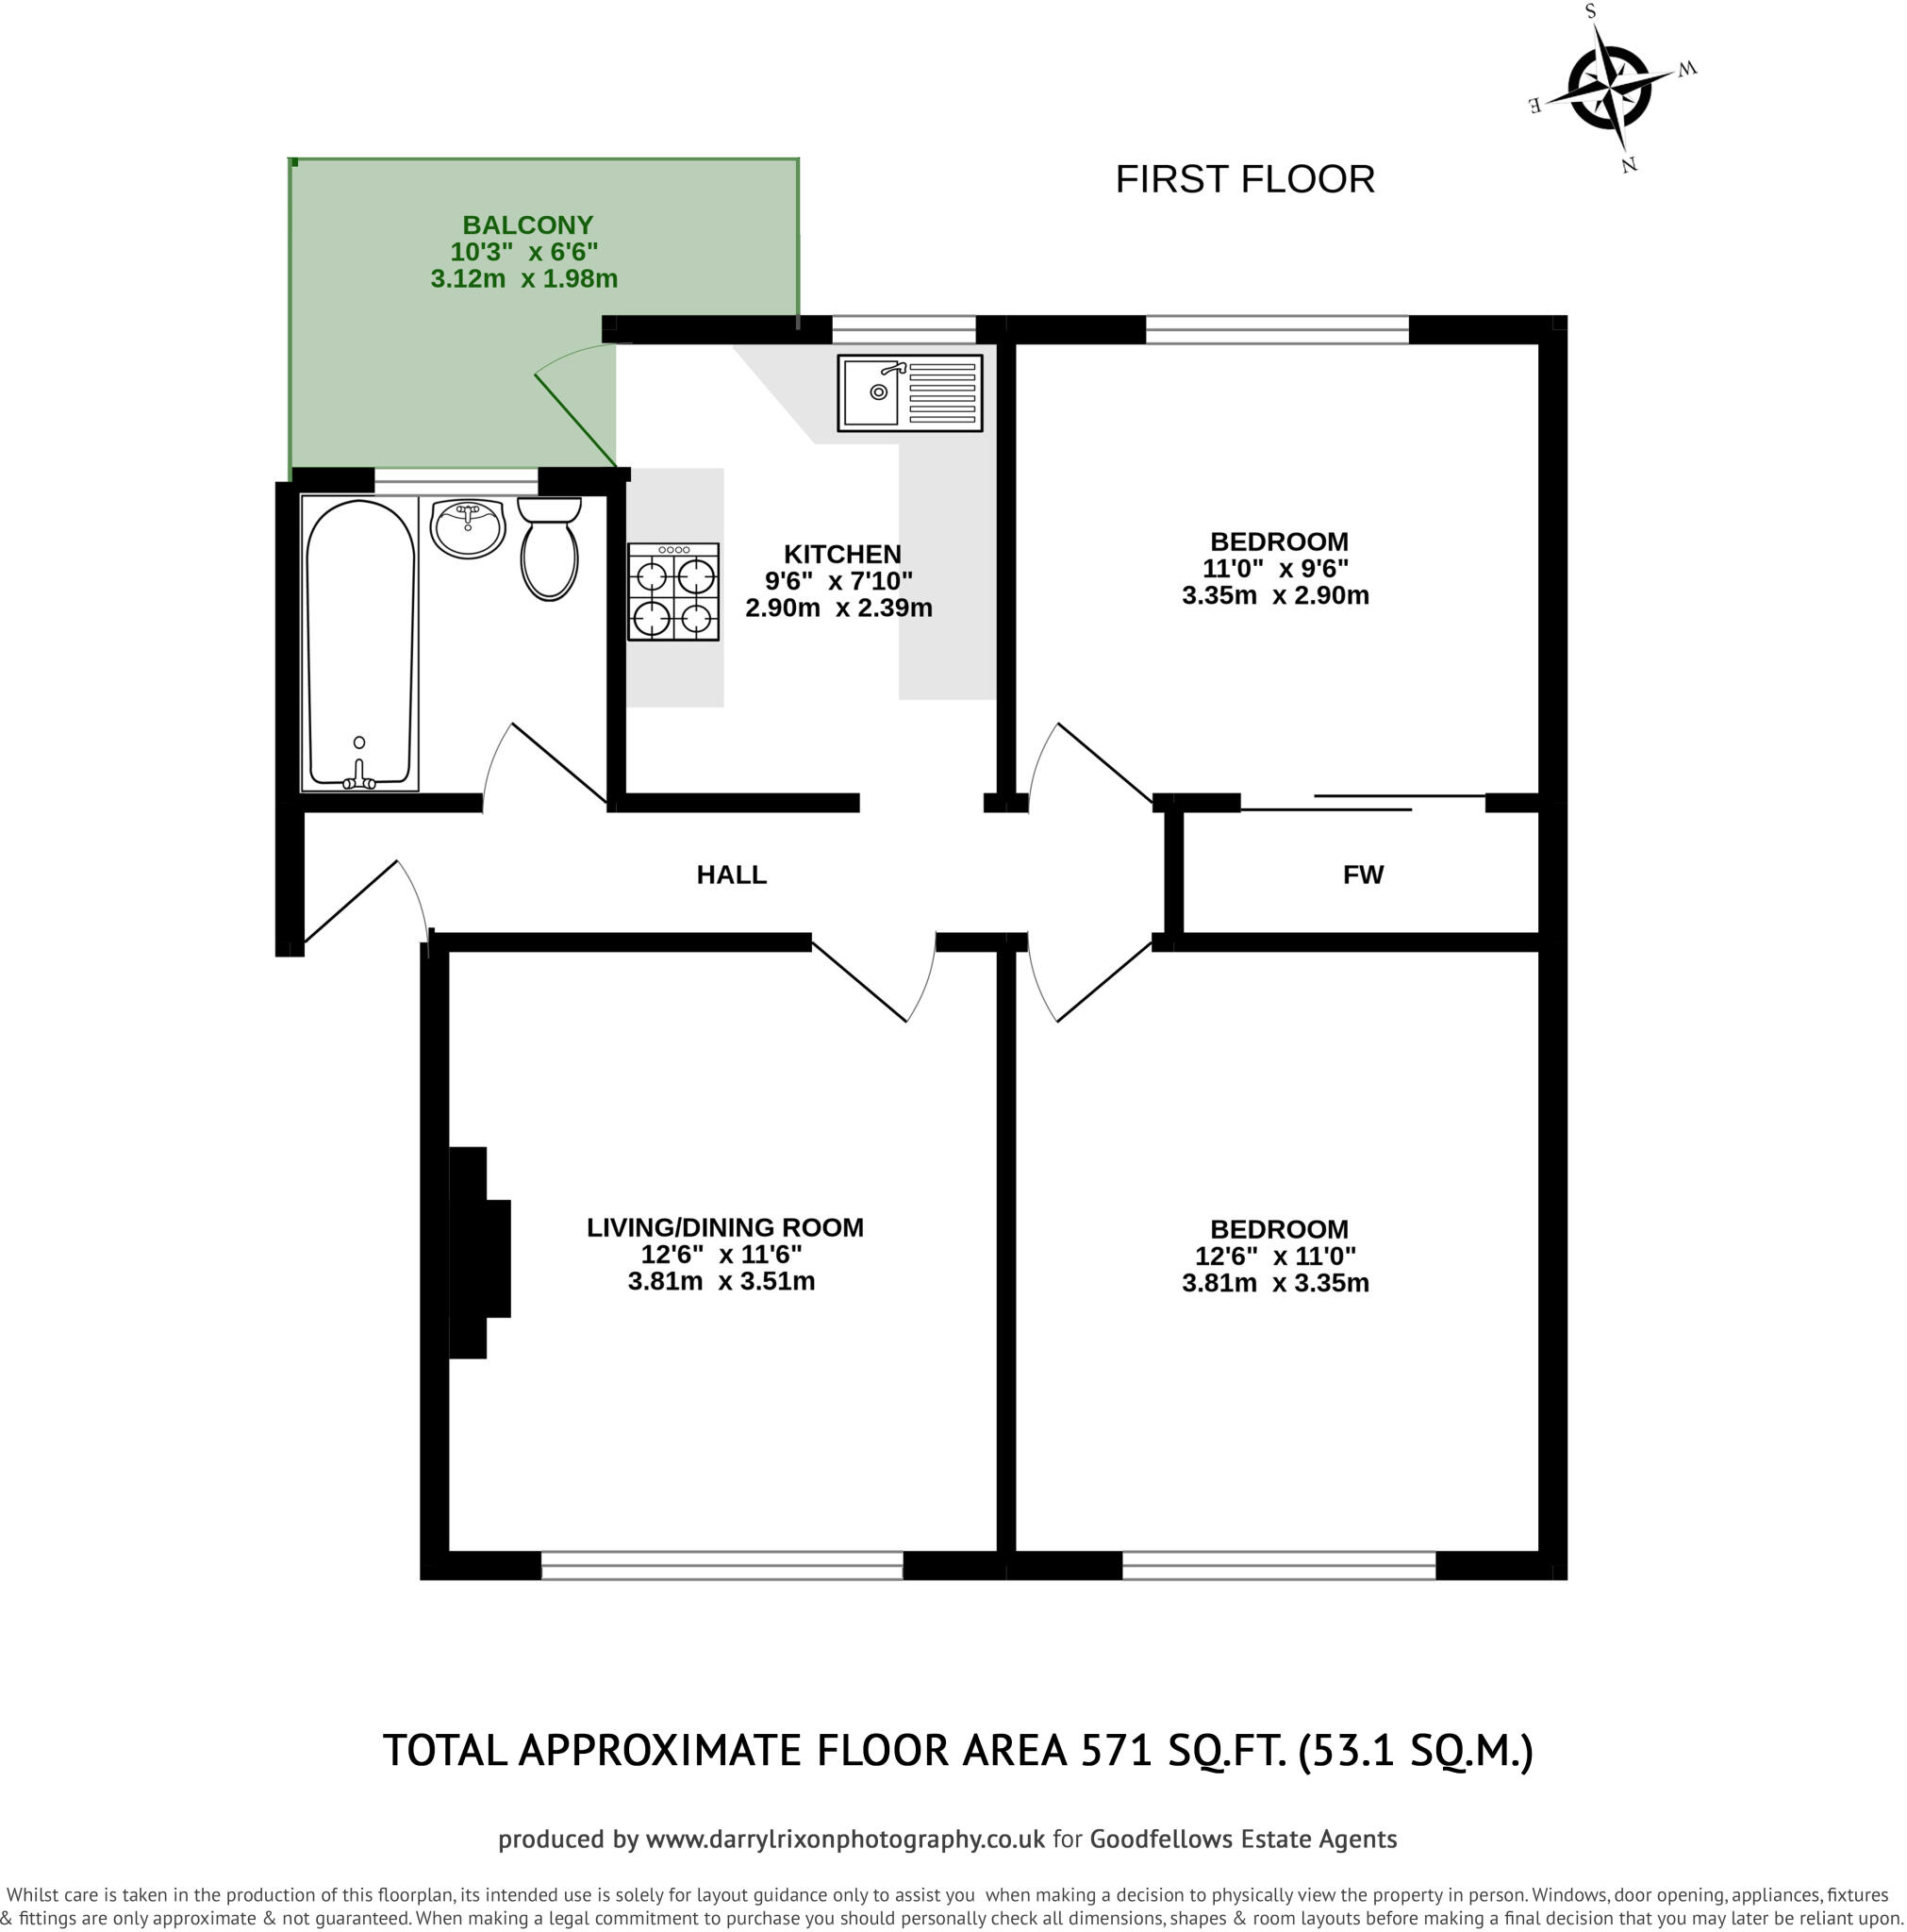 S
W
E
N
FIRST FLOOR
BALCONY
10'3" x 6'6"
3.12m x 1.98m
KITCHEN
9'6" x 7'10"
2.90m x 2.39m
BEDROOM
11'0" x 9'6"
3.35m x 2.90m
HALL
FW
LIVING/DINING ROOM
12'6" x 11'6"
3.81m x 3.51m
BEDROOM
12'6" x 11'0"
3.81m x 3.35m
TOTAL APPROXIMATE FLOOR AREA 571 SQ.FT. (53.1 SQ.M.)
produced by www.darrylrixonphotography.co.uk for Goodfellows Estate Agents
Whilst care is taken in the production of this floorplan, its intended use is solely for layout guidance only to assist you when making a decision to physically view the property in person. Windows, door opening, appliances, fixtures
& fittings are only approximate & not guaranteed. When making a legal commitment to purchase you should personally check all dimensions, shapes & room layouts before making a final decision that you may later be reliant upon.